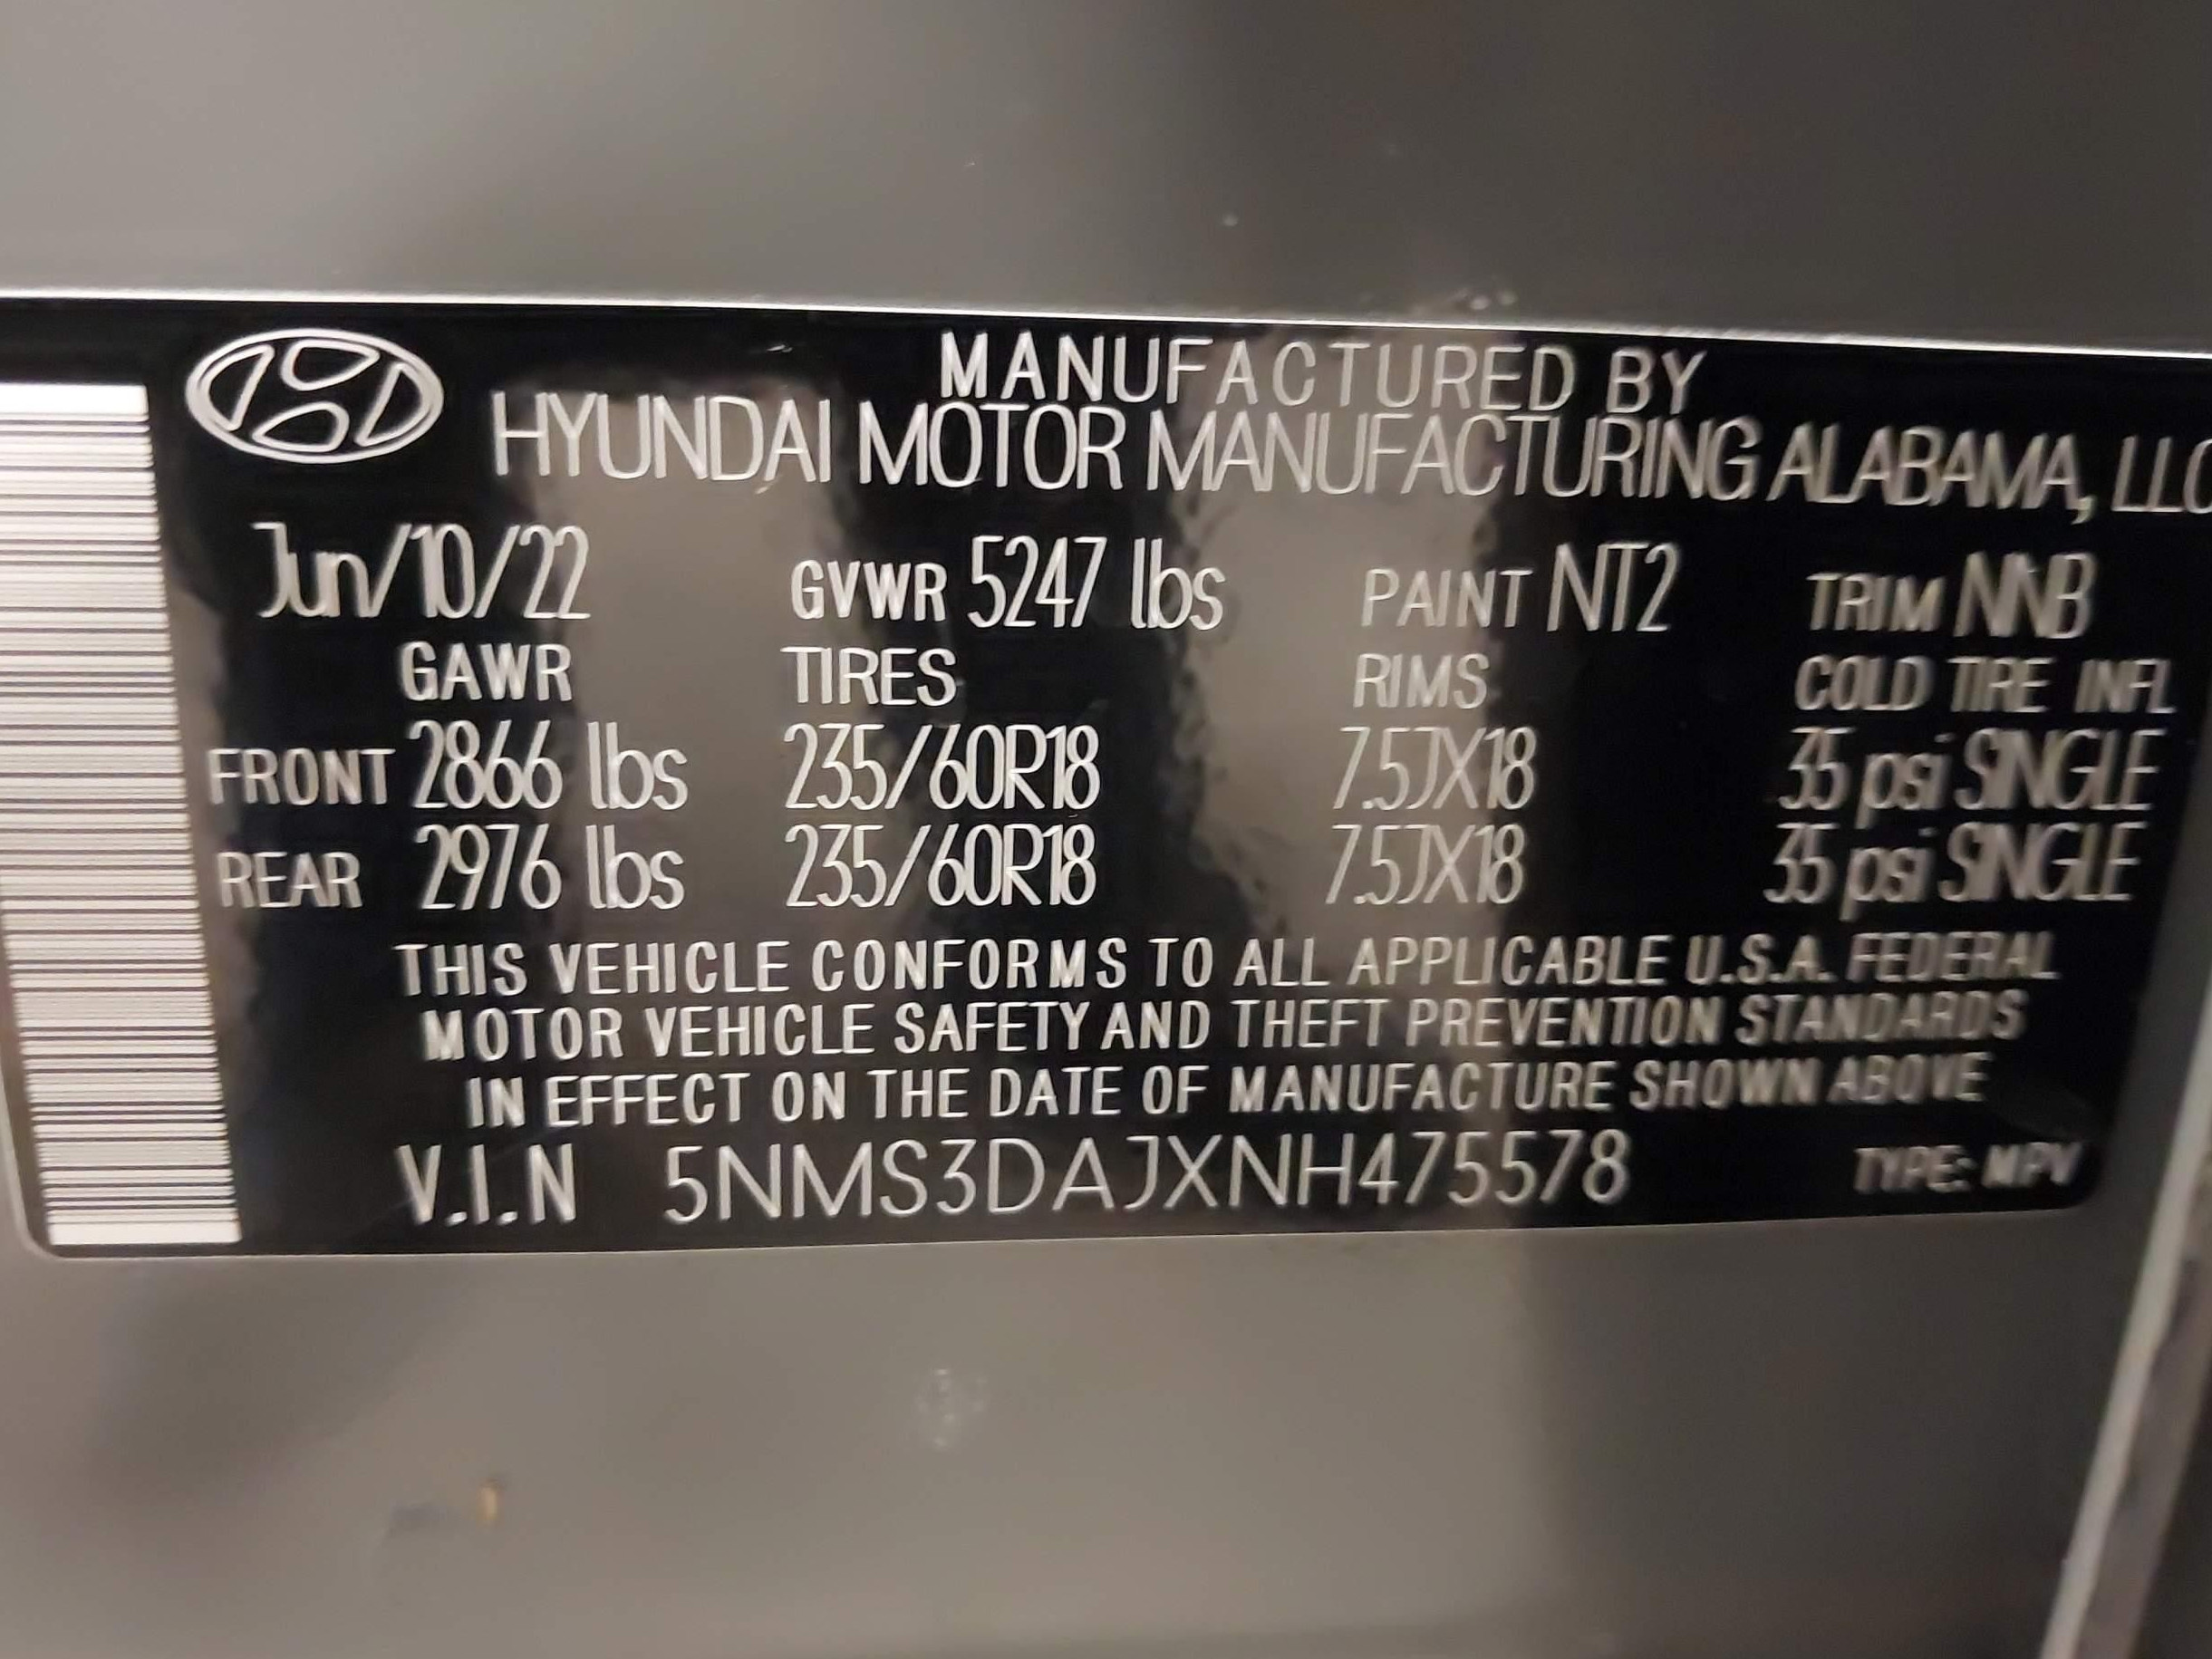 MANUFACTURED BY
HYUNDAI MOTOR MANUFACTURING ALABAMA, LLC
Jun/10/22 GVWR 5247 lbs PAINT NT2 TRIM NNB
GAWR TIRES RIMS COLD TIRE INFL
FRONT 2866 lbs 235/60R18 7.5JX18 35 psi SINGLE
REAR 2976 lbs 235/60R18 7.5JX18 35 psi SINGLE
THIS VEHICLE CONFORMS TO ALL APPLICABLE U.S.A. FEDERAL
MOTOR VEHICLE SAFETY AND THEFT PREVENTION STANDARDS
IN EFFECT ON THE DATE OF MANUFACTURE SHOWN ABOVE
V.I.N 5NMS3DAJXNH475578 TYPE: MPV